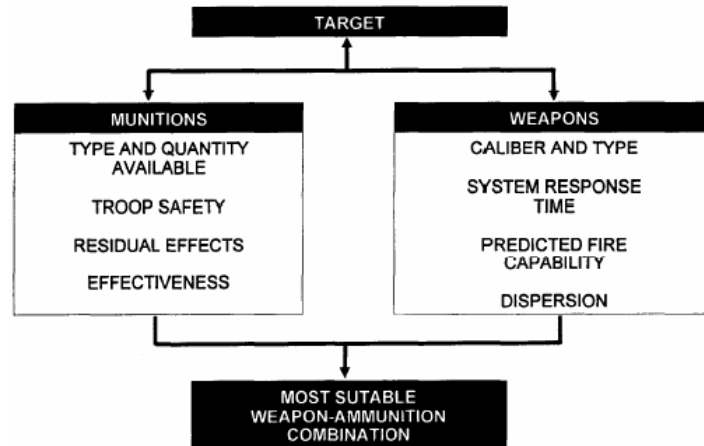 TARGET
MUNITIONS
TYPE AND QUANTITY
AVAILABLE
TROOP SAFETY
RESIDUAL EFFECTS
EFFECTIVENESS
WEAPONS
CALIBER AND TYPE
SYSTEM RESPONSE
TIME
PREDICTED FIRE
CAPABILITY
DISPERSION
MOST SUTABLE
WEAPON-AMMUNITION
COMBINATION